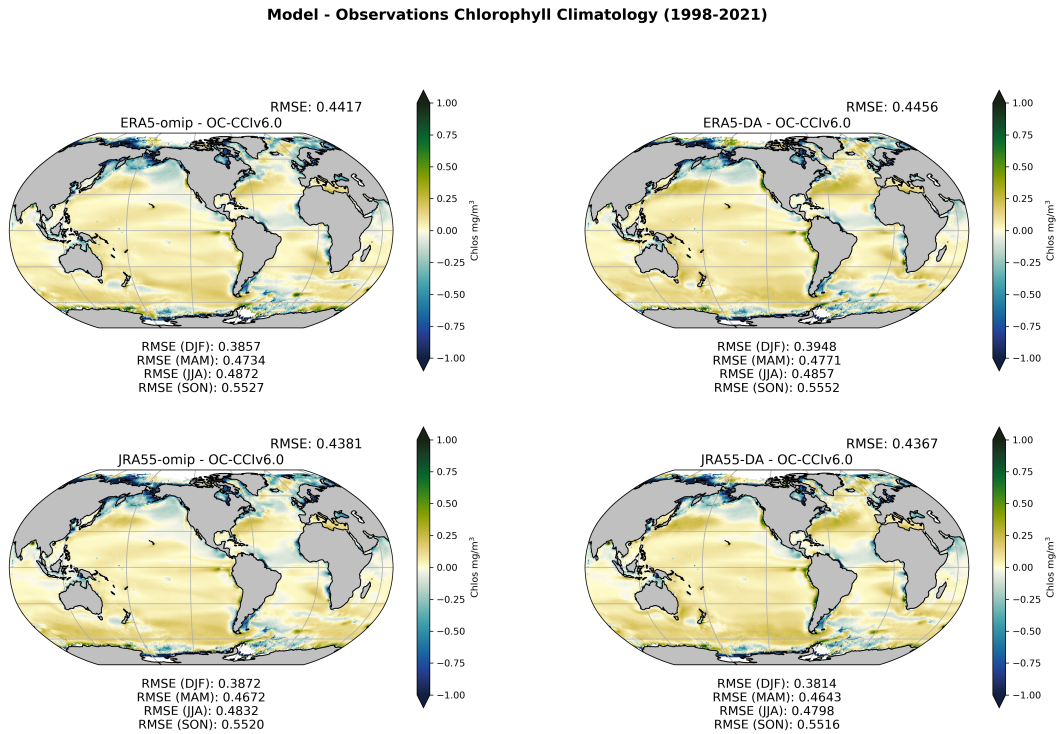 Model - Observations Chlorophyll Climatology (1998-2021)
RMSE: 0.4417
ERA5-omip - OC-CCIv6.0
1.00
0.75
0.50
0.25
0.00
−0.25
−0.50
−0.75
−1.00
Chlos mg/m³
RMSE (DJF): 0.3857
RMSE (MAM): 0.4734
RMSE (JJA): 0.4872
RMSE (SON): 0.5527
RMSE: 0.4456
ERA5-DA - OC-CCIv6.0
1.00
0.75
0.50
0.25
0.00
−0.25
−0.50
−0.75
−1.00
Chlos mg/m³
RMSE (DJF): 0.3948
RMSE (MAM): 0.4771
RMSE (JJA): 0.4857
RMSE (SON): 0.5552
RMSE: 0.4381
JRA55-omip - OC-CCIv6.0
1.00
0.75
0.50
0.25
0.00
−0.25
−0.50
−0.75
−1.00
Chlos mg/m³
RMSE (DJF): 0.3872
RMSE (MAM): 0.4672
RMSE (JJA): 0.4832
RMSE (SON): 0.5520
RMSE: 0.4367
JRA55-DA - OC-CCIv6.0
1.00
0.75
0.50
0.25
0.00
−0.25
−0.50
−0.75
−1.00
Chlos mg/m³
RMSE (DJF): 0.3814
RMSE (MAM): 0.4643
RMSE (JJA): 0.4798
RMSE (SON): 0.5516